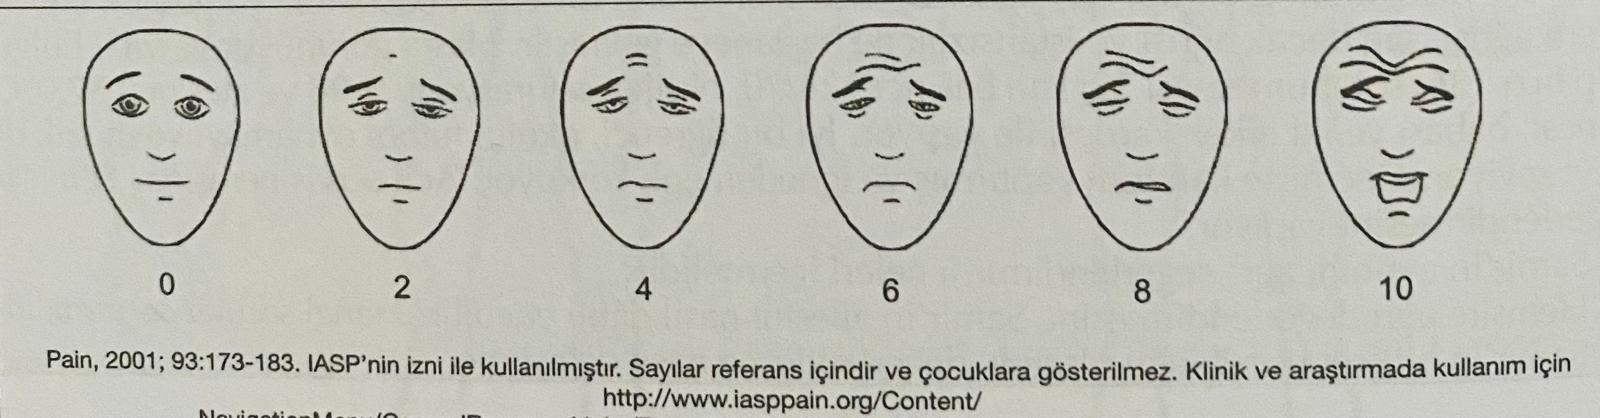 0 2 4 6 8 10
Pain, 2001; 93:173-183. IASP'nin izni ile kullanılmıştır. Sayılar referans içindir ve çocuklara gösterilmez. Klinik ve araştırmada kullanım için
http://www.iasppain.org/Content/